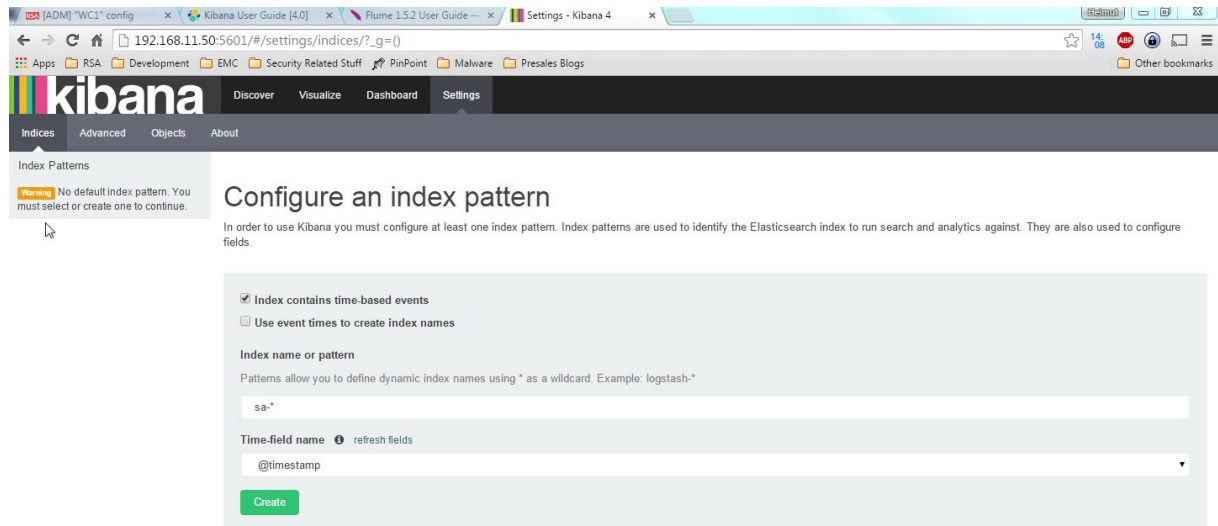 [ADM] "WC1" config
Kibana User Guide [4.0]
Flume 1.5.2 User Guide —
Settings - Kibana 4
Helmut
192.168.11.50:5601/#/settings/indices/?_g=()
14:
08
ABP
Apps
RSA
Development
EMC
Security Related Stuff
PinPoint
Malware
Presales Blogs
Other bookmarks
kibana
Discover
Visualize
Dashboard
Settings
Indices
Advanced
Objects
About
Index Patterns
Warning No default index pattern. You
must select or create one to continue.
Configure an index pattern
In order to use Kibana you must configure at least one index pattern. Index patterns are used to identify the Elasticsearch index to run search and analytics against. They are also used to configure
fields.
Index contains time-based events
Use event times to create index names
Index name or pattern
Patterns allow you to define dynamic index names using * as a wildcard. Example: logstash-*
sa-*
Time-field name refresh fields
@timestamp
Create